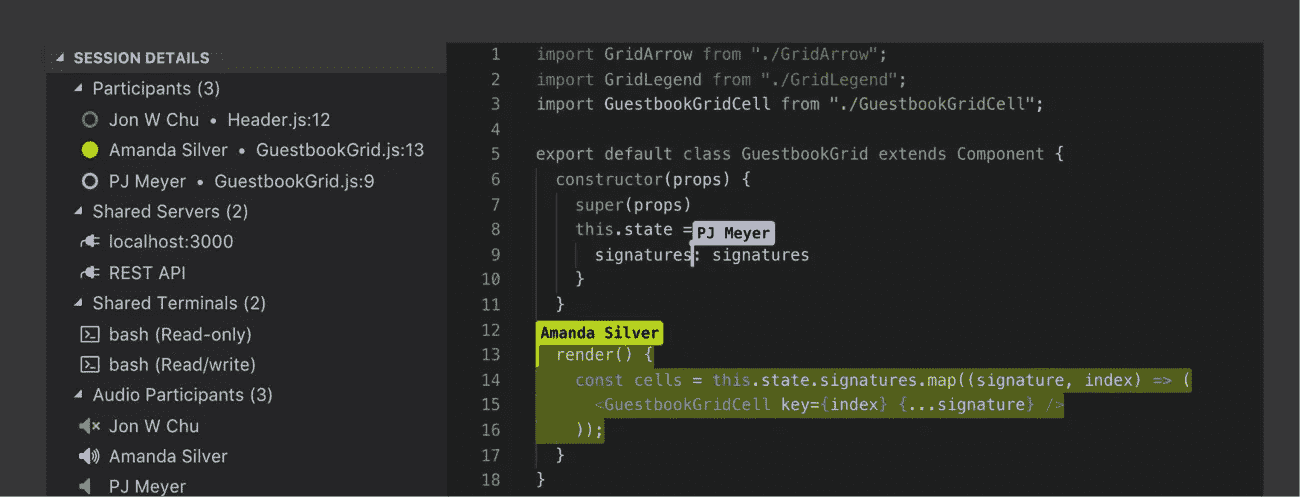 SESSION DETAILS
Participants (3)
Jon W Chu • Header.js:12
Amanda Silver • GuestbookGrid.js:13
PJ Meyer • GuestbookGrid.js:9
Shared Servers (2)
localhost:3000
REST API
Shared Terminals (2)
bash (Read-only)
bash (Read/write)
Audio Participants (3)
Jon W Chu
Amanda Silver
PJ Meyer
1 import GridArrow from "./GridArrow";
2 import GridLegend from "./GridLegend";
3 import GuestbookGridCell from "./GuestbookGridCell";
4
5 export default class GuestbookGrid extends Component {
6 constructor(props) {
7 super(props)
8 this.state =
PJ Meyer
9 signatures: signatures
10 }
11 }
12
Amanda Silver
13 render() {
14 const cells = this.state.signatures.map((signature, index) => (
15 <GuestbookGridCell key={index} {...signature} />
16 ));
17 }
18 }